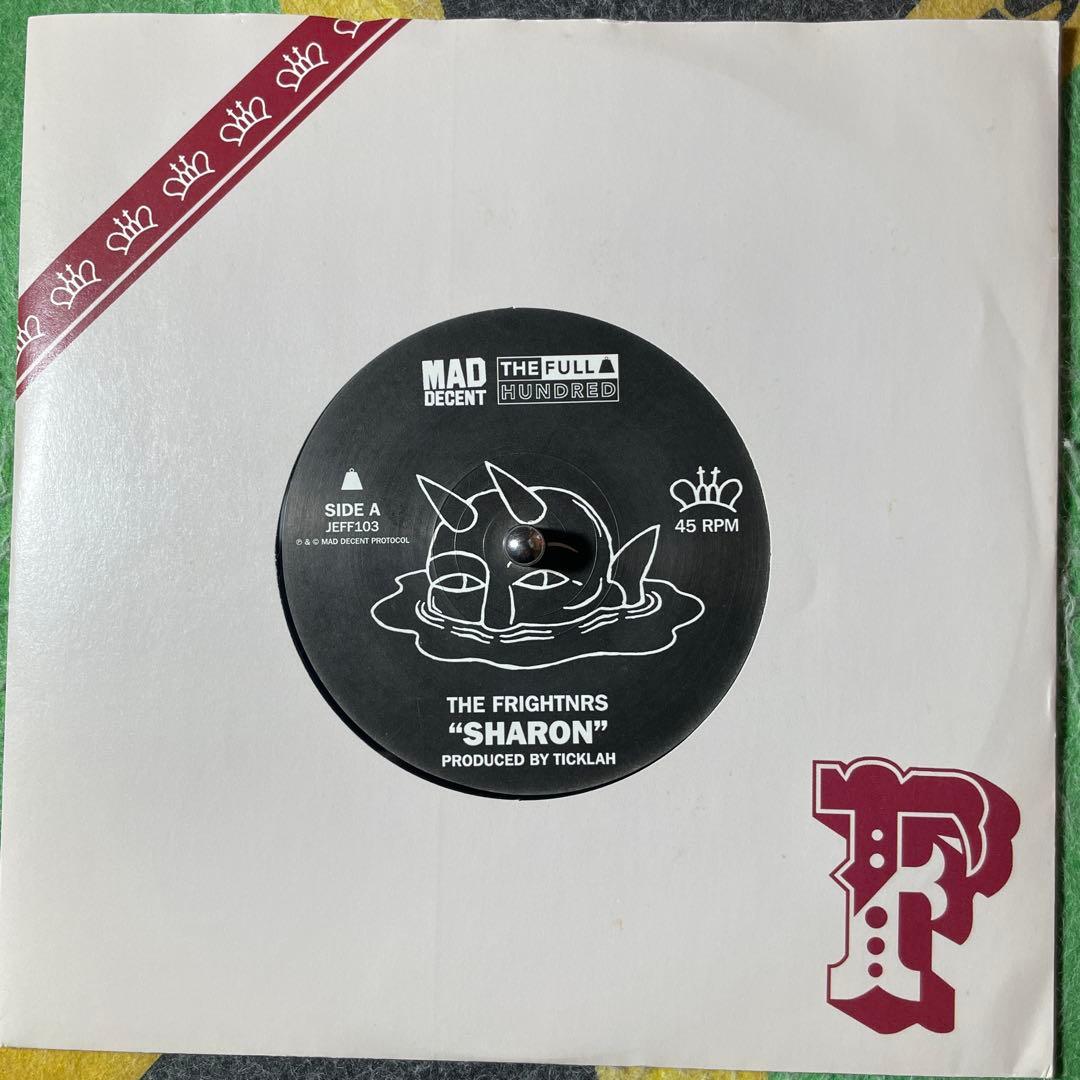 MAD
DECENT
THE FULL
HUNDRED
SIDE A
JEFF103
℗ & © MAD DECENT PROTOCOL
45 RPM
THE FRIGHTNRS
“SHARON”
PRODUCED BY TICKLAH
F